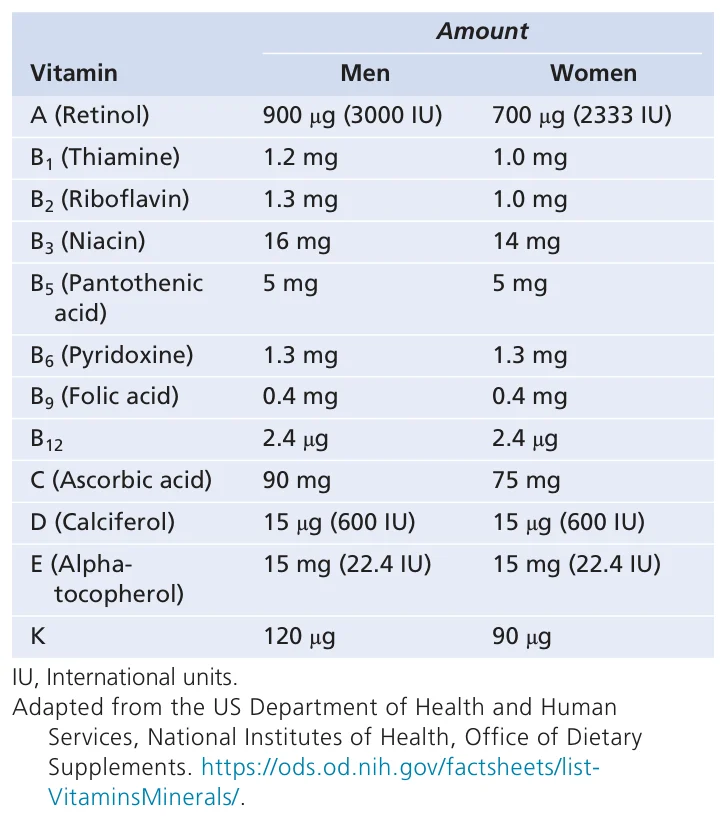 Amount
Vitamin Men Women
A (Retinol) 900 μg (3000 IU) 700 μg (2333 IU)
B₁ (Thiamine) 1.2 mg 1.0 mg
B₂ (Riboflavin) 1.3 mg 1.0 mg
B₃ (Niacin) 16 mg 14 mg
B₅ (Pantothenic 5 mg 5 mg
acid)
B₆ (Pyridoxine) 1.3 mg 1.3 mg
B₉ (Folic acid) 0.4 mg 0.4 mg
B₁₂ 2.4 μg 2.4 μg
C (Ascorbic acid) 90 mg 75 mg
D (Calciferol) 15 μg (600 IU) 15 μg (600 IU)
E (Alpha- 15 mg (22.4 IU) 15 mg (22.4 IU)
tocopherol)
K 120 μg 90 μg
IU, International units.
Adapted from the US Department of Health and Human
Services, National Institutes of Health, Office of Dietary
Supplements. https://ods.od.nih.gov/factsheets/list-
VitaminsMinerals/.